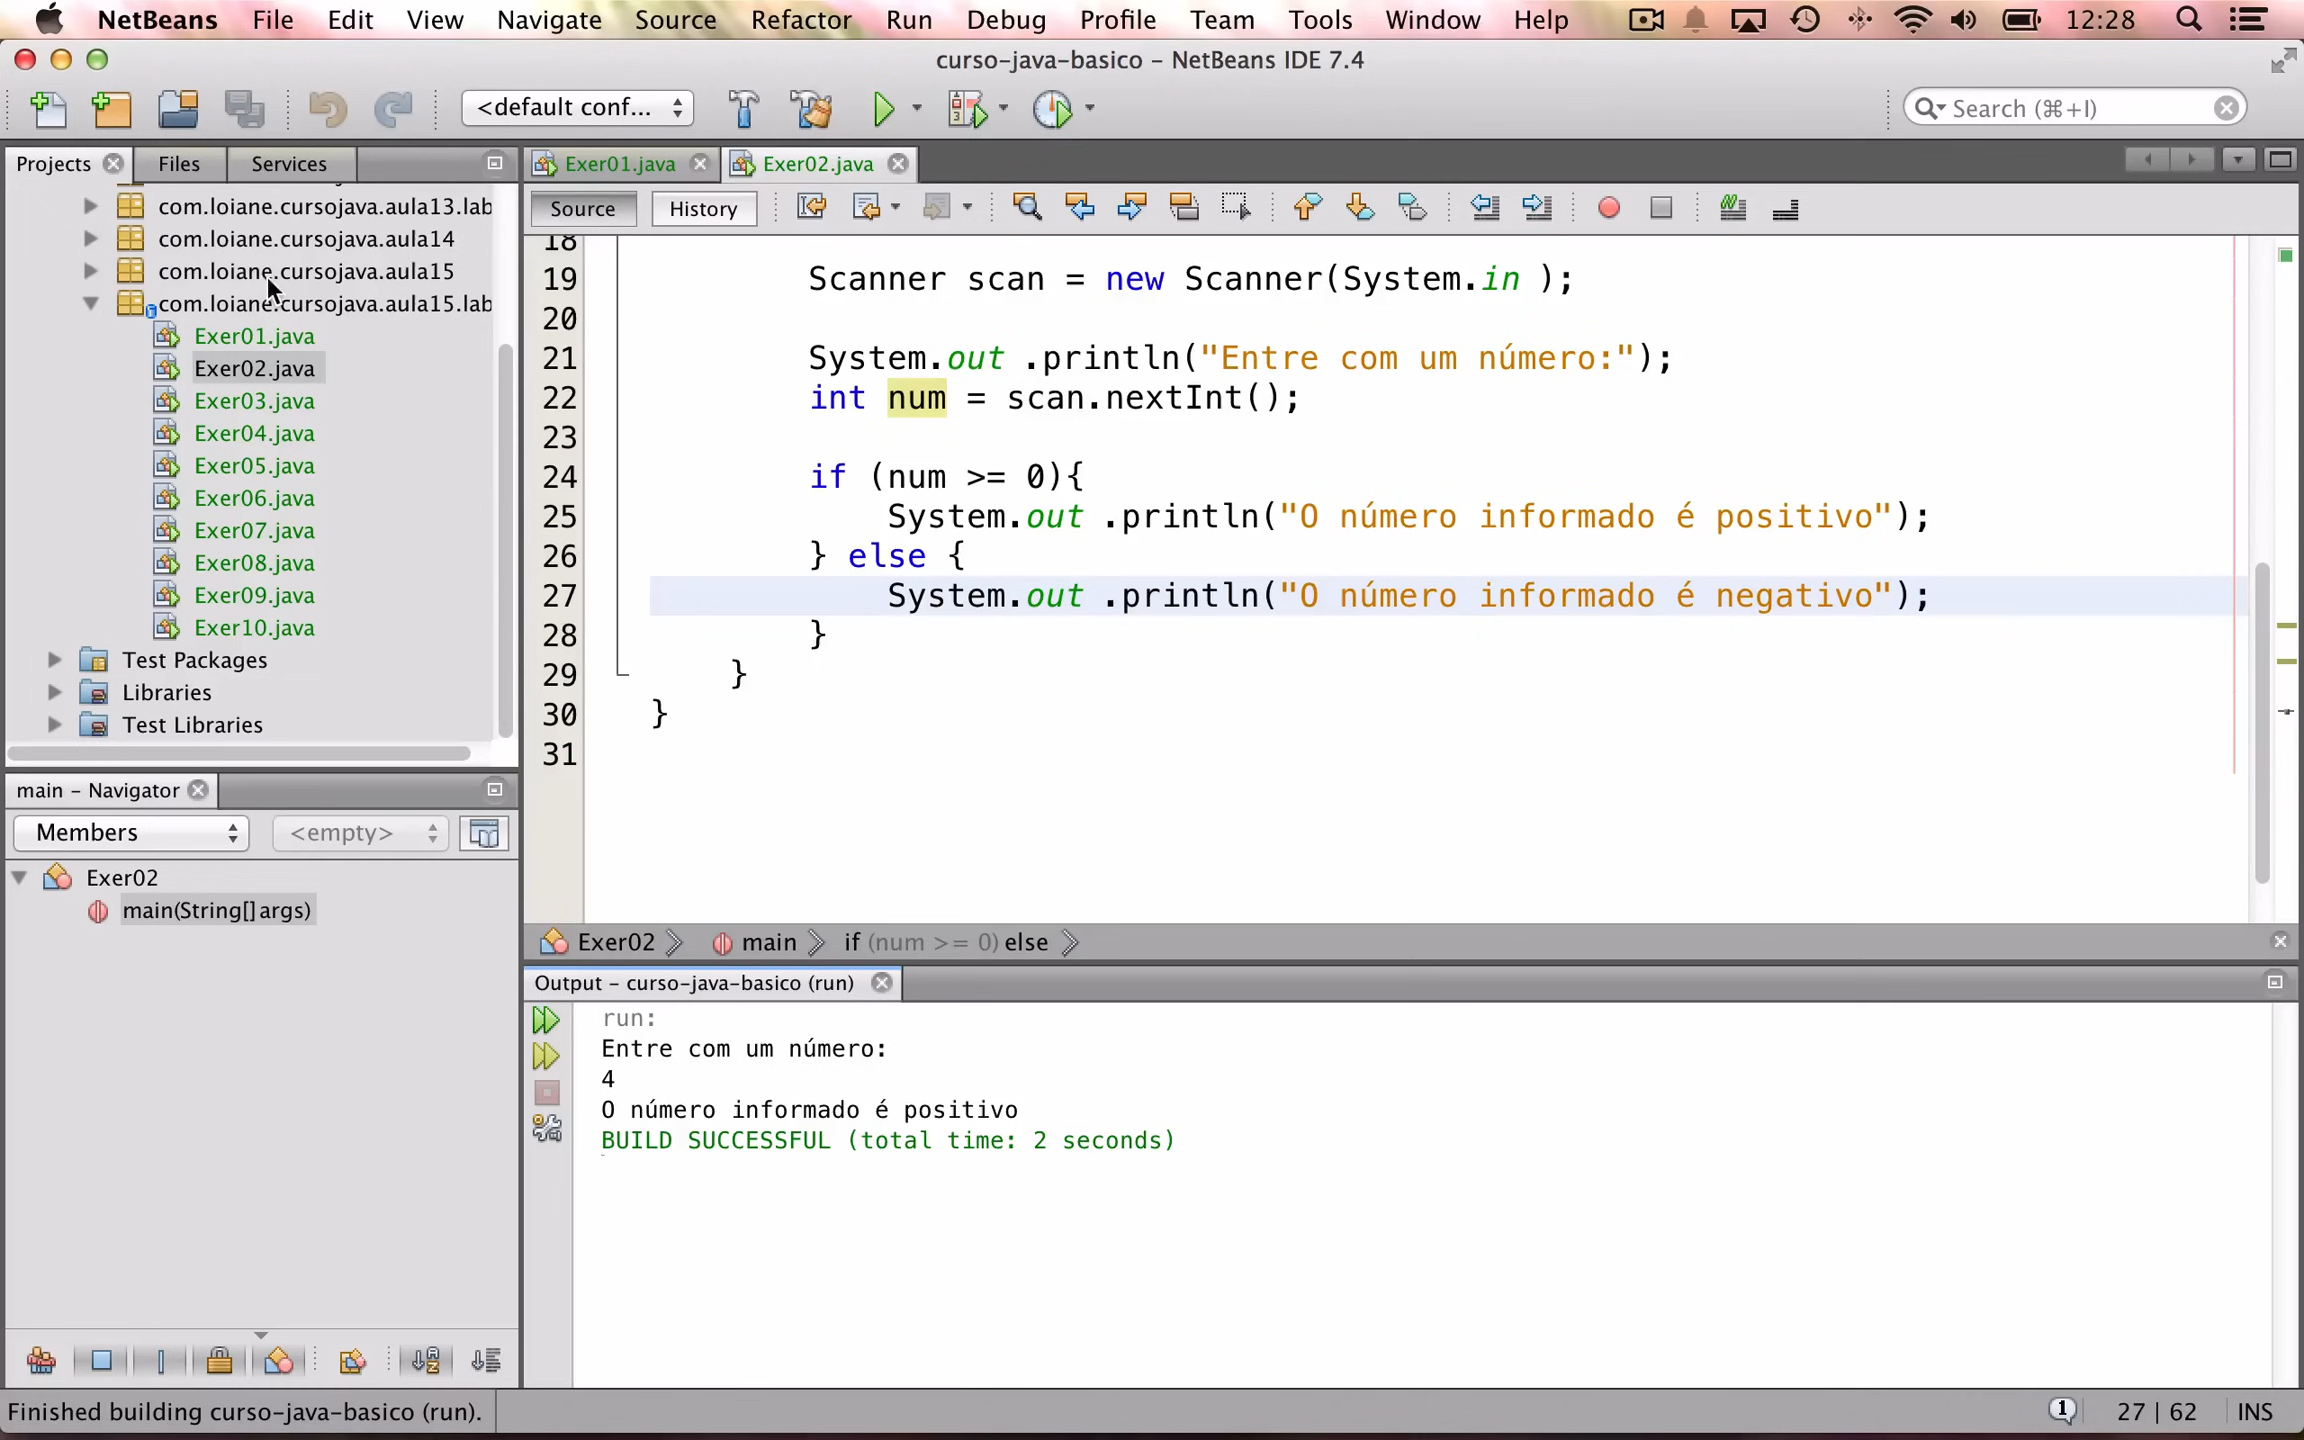 NetBeans File Edit View Navigate Source Refactor Run Debug Profile Team Tools Window Help 12:28
curso-java-basico – NetBeans IDE 7.4
<default conf... Search (⌘+I)
Projects Files Services
com.loiane.cursojava.aula13.lab
com.loiane.cursojava.aula14
com.loiane.cursojava.aula15
com.loiane.cursojava.aula15.lab
Exer01.java
Exer02.java
Exer03.java
Exer04.java
Exer05.java
Exer06.java
Exer07.java
Exer08.java
Exer09.java
Exer10.java
Test Packages
Libraries
Test Libraries
main – Navigator
Members <empty>
Exer02
main(String[] args)
Exer01.java Exer02.java
Source History
18
19 Scanner scan = new Scanner(System.in );
20
21 System.out .println("Entre com um número:");
22 int num = scan.nextInt();
23
24 if (num >= 0){
25 System.out .println("O número informado é positivo");
26 } else {
27 System.out .println("O número informado é negativo");
28 }
29 }
30 }
31
Exer02 main if (num >= 0) else
Output – curso-java-basico (run)
run:
Entre com um número:
4
O número informado é positivo
BUILD SUCCESSFUL (total time: 2 seconds)
Finished building curso-java-basico (run). 1 27 | 62 INS